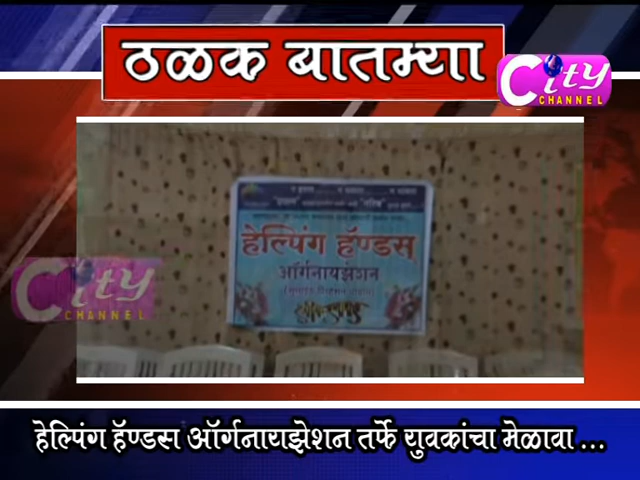 ठळक बातम्या
City
CHANNEL
हेल्पिंग हॅण्डस्
ऑर्गनायझेशन
City
CHANNEL
हेल्पिंग हॅण्डस ऑर्गनायझेशन तर्फे युवकांचा मेळावा ...